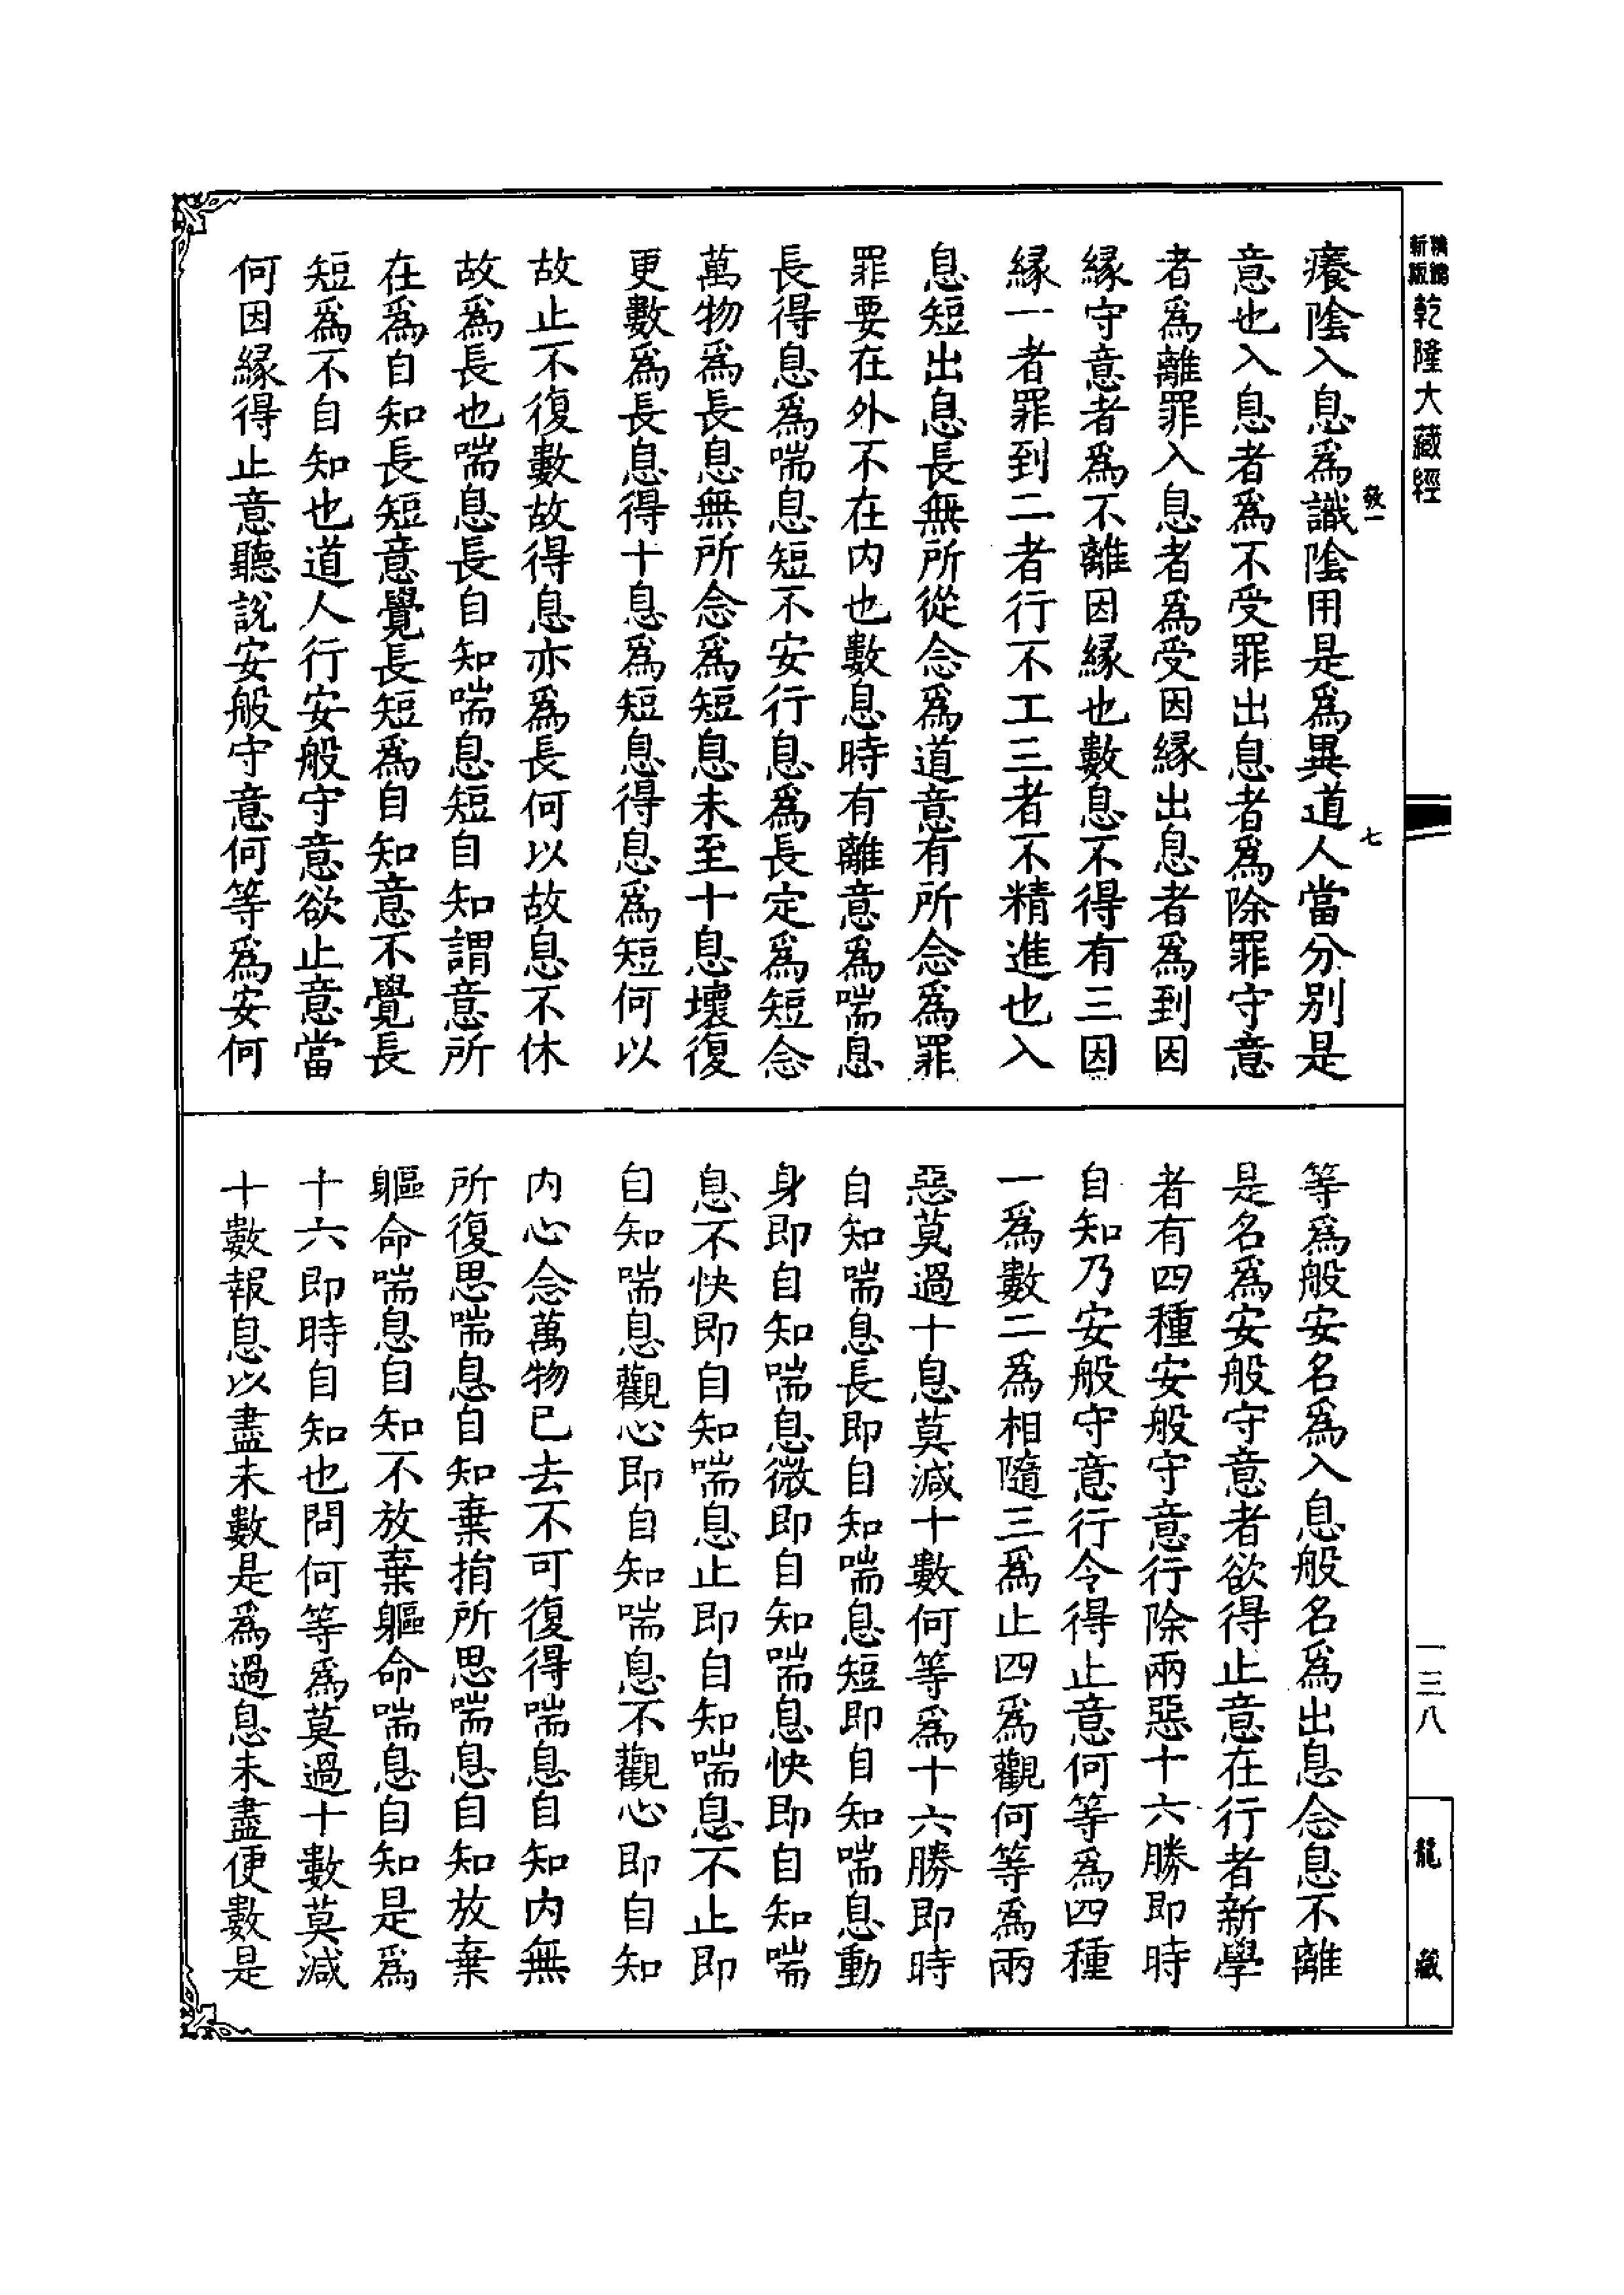 乾隆大藏經
一三八
龍藏
七
癢陰入息爲識陰用是爲異道人當分別是
意也入息者爲不受罪出息者爲除罪守意
者爲離罪入息者爲受因緣出息者爲到因
緣守意者爲不離因緣也數息不得有三因
緣一者罪到二者行不工三者不精進也入
息短出息長無所從念爲道意有所念爲罪
罪要在外不在内也數息時有離意爲喘息
長得息爲喘息短不安行息爲長定爲短念
萬物爲長息無所念爲短息未至十息壞復
更數爲長息得十息爲短息得息爲短何以
故止不復數故得息亦爲長何以故息不休
故爲長也喘息長自知喘息短自知謂意所
在爲自知長短意覺長短爲自知意不覺長
短爲不自知也道人行安般守意欲止意當
何因緣得止意聽説安般守意何等爲安何
等爲般安名爲入息般名爲出息念息不離
是名爲安般守意者欲得止意在行者新學
者有四種安般守意行除兩惡十六勝即時
自知乃安般守意行令得止意何等爲四種
一爲數二爲相隨三爲止四爲觀何等爲兩
惡莫過十息莫減十數何等爲十六勝即時
自知喘息長即自知喘息短即自知喘息動
身即自知喘息微即自知喘息快即自知喘
息不快即自知喘息止即自知喘息不止即
自知喘息觀心即自知喘息不觀心即自知
内心念萬物已去不可復得喘息自知内無
所復思喘息自知棄捐所思喘息自知放棄
軀命喘息自知不放棄軀命喘息自知是爲
十六即時自知也問何等爲莫過十數莫減
十數報息以盡未數是爲過息未盡便數是